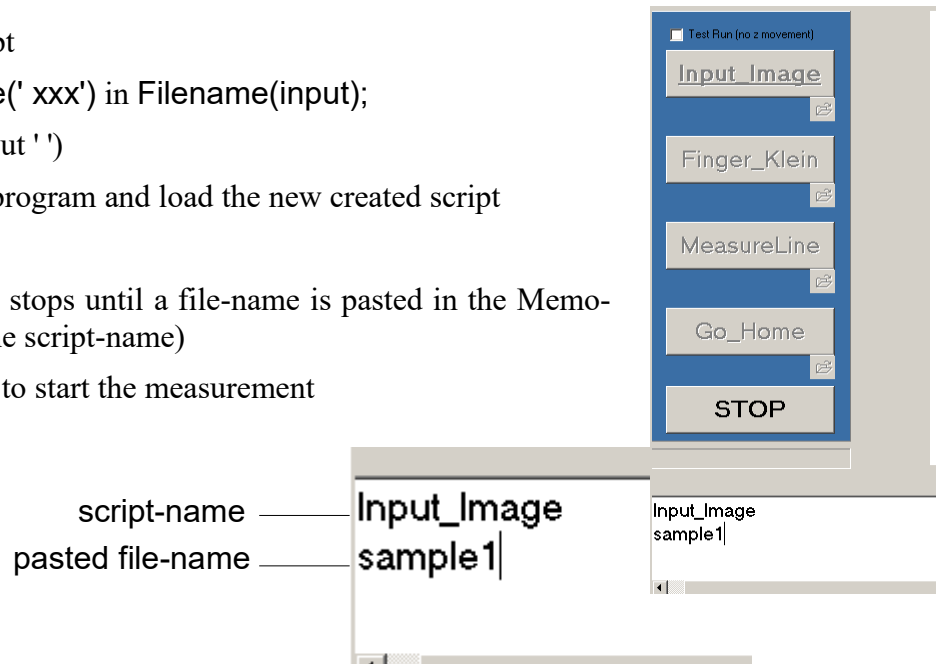 pt
e(' xxx') in Filename(input);
ut ' ')
program and load the new created script
stops until a file-name is pasted in the Memo-
e script-name)
to start the measurement
Test Run (no z movement)
Input_Image
Finger_Klein
MeasureLine
Go_Home
STOP
script-name
pasted file-name
Input_Image
sample1
Input_Image
sample1